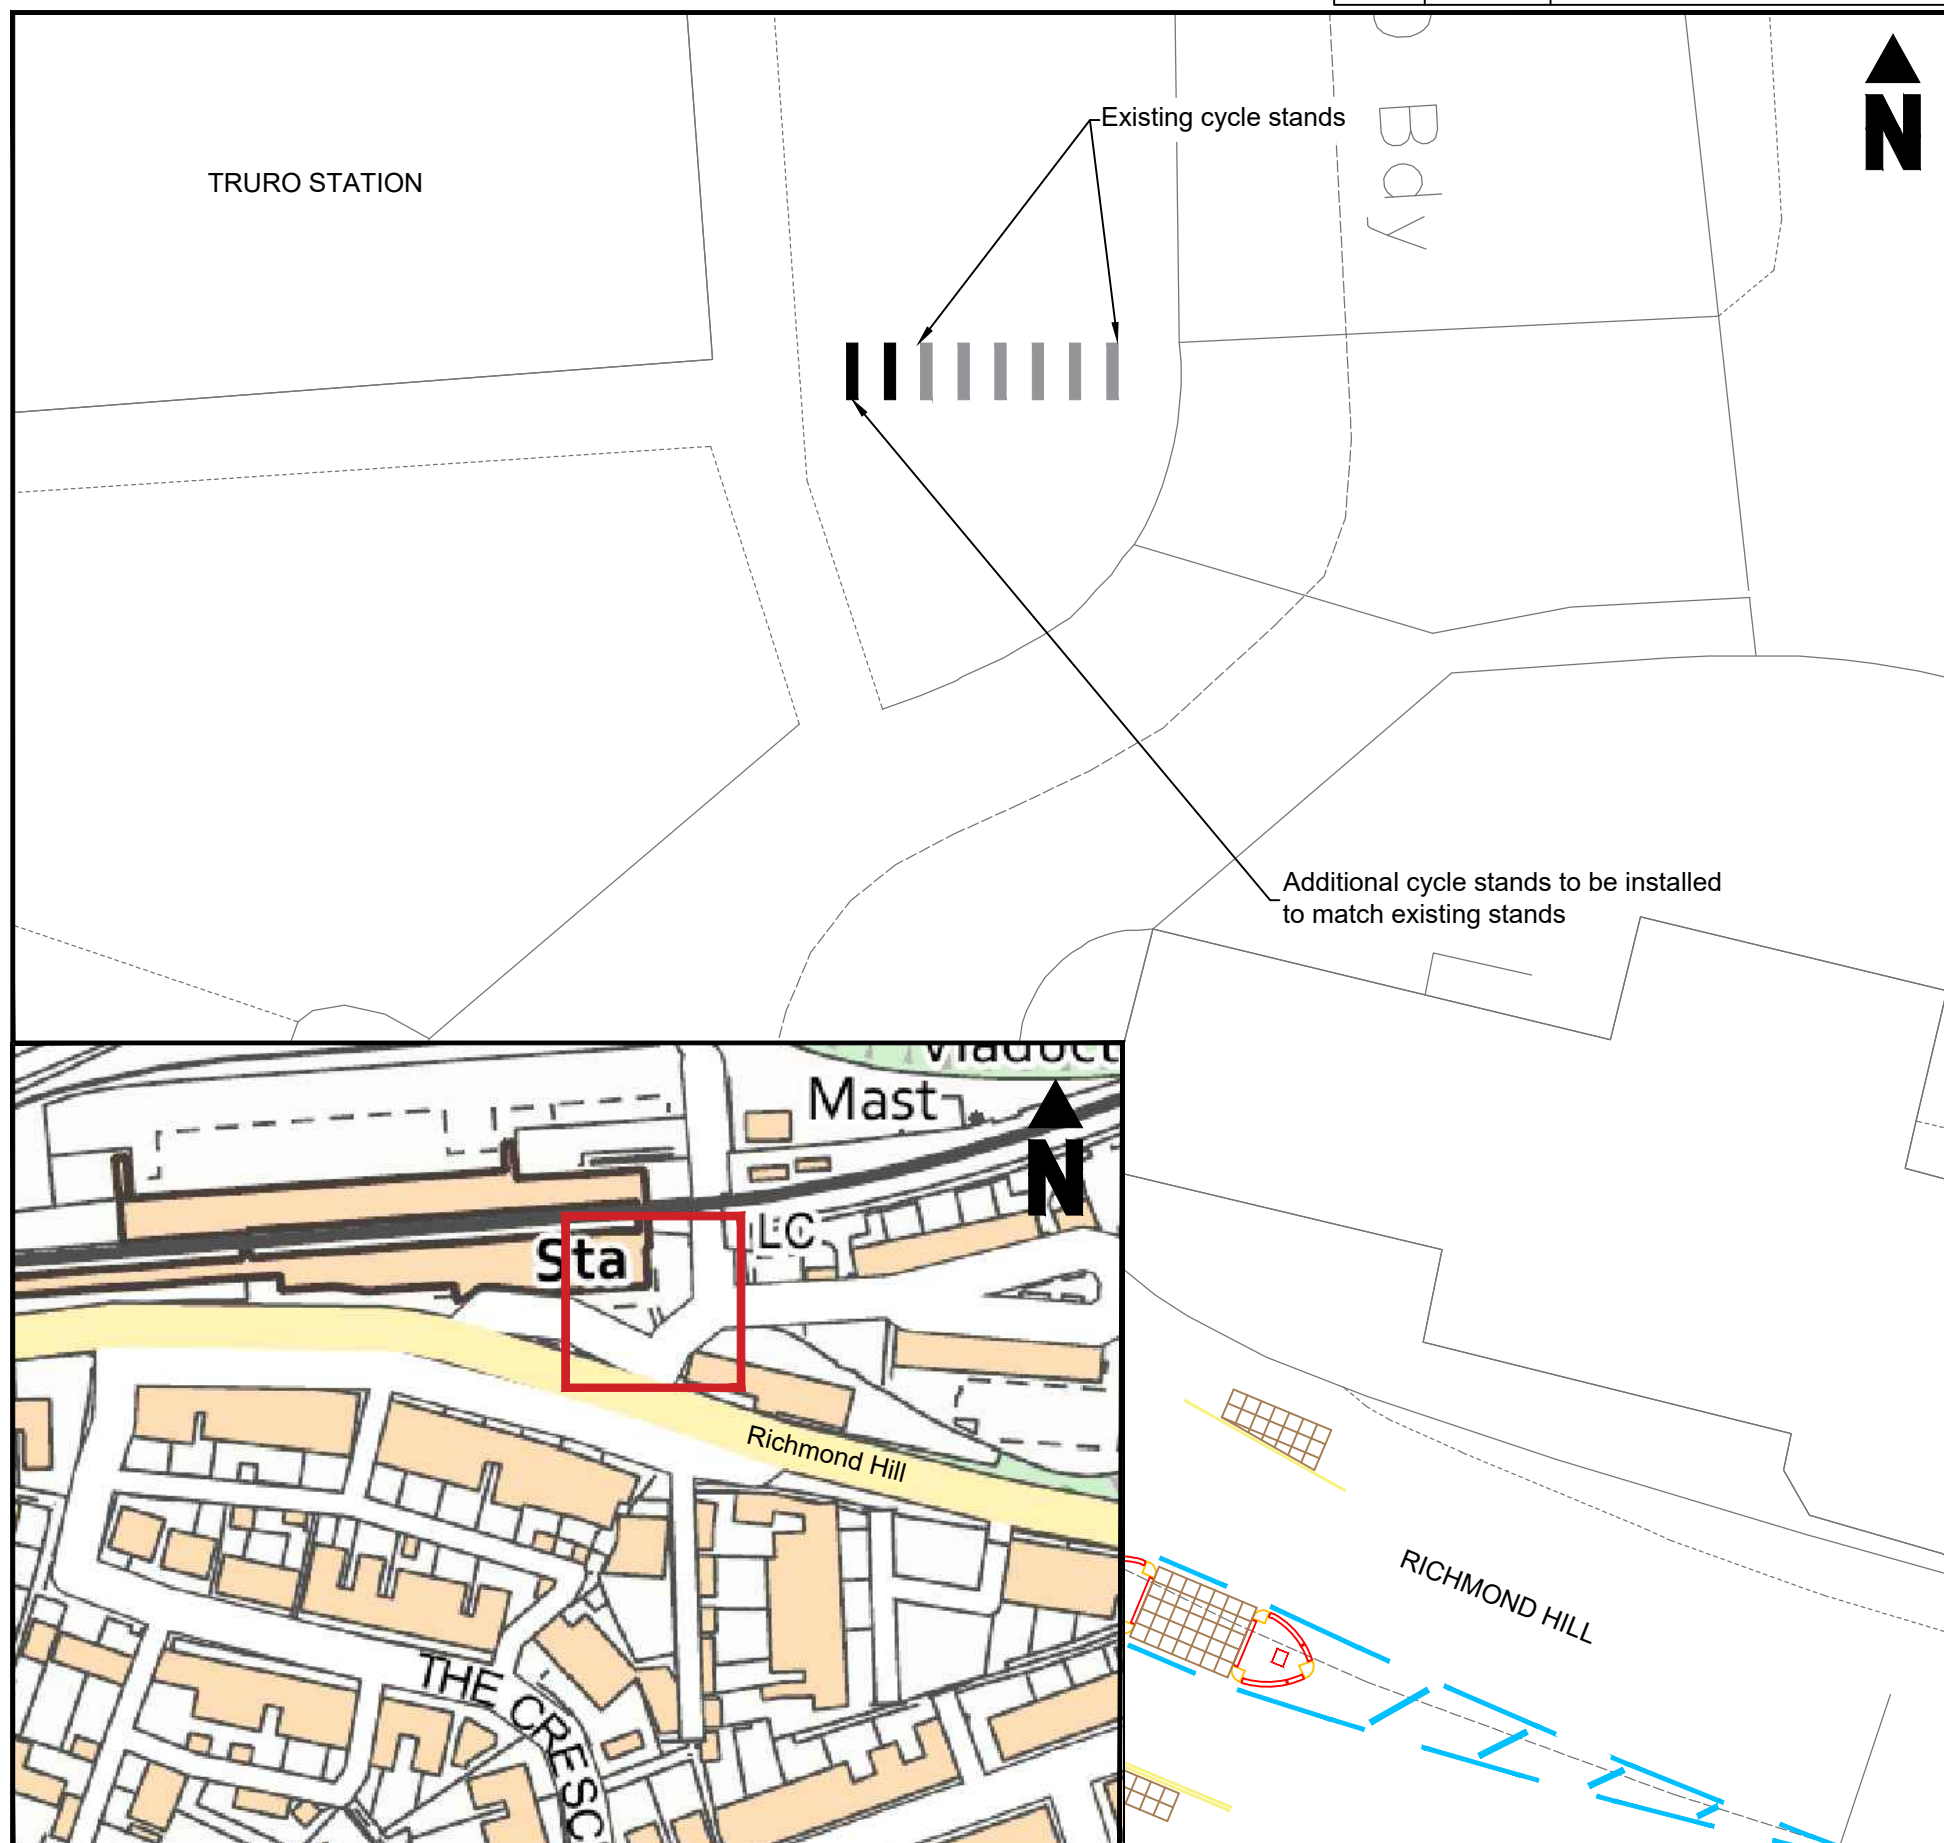 Existing cycle stands
TRURO STATION
N
y Bd
Additional cycle stands to be installed
to match existing stands
Mast
N
LC
Sta
Richmond Hill
RICHMOND HILL
THE CRESC